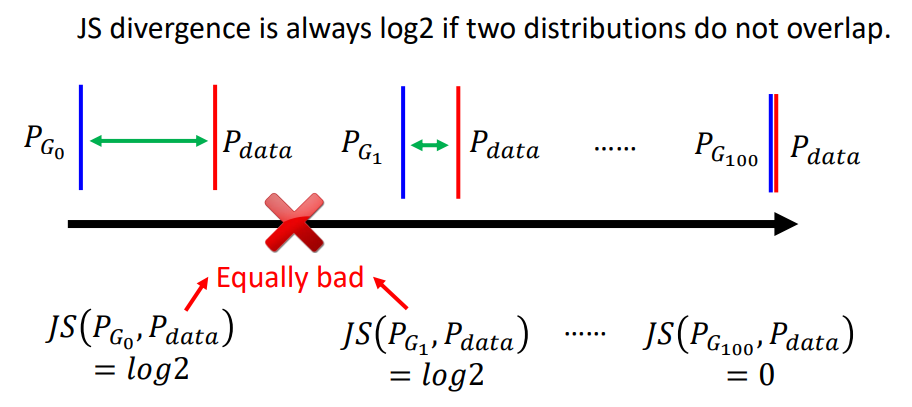 JS divergence is always log2 if two distributions do not overlap.
P_{G_0} P_{data} P_{G_1} P_{data} …… P_{G_{100}} P_{data}
Equally bad
JS(P_{G_0}, P_{data}) JS(P_{G_1}, P_{data}) …… JS(P_{G_{100}}, P_{data})
= log2 = log2 = 0